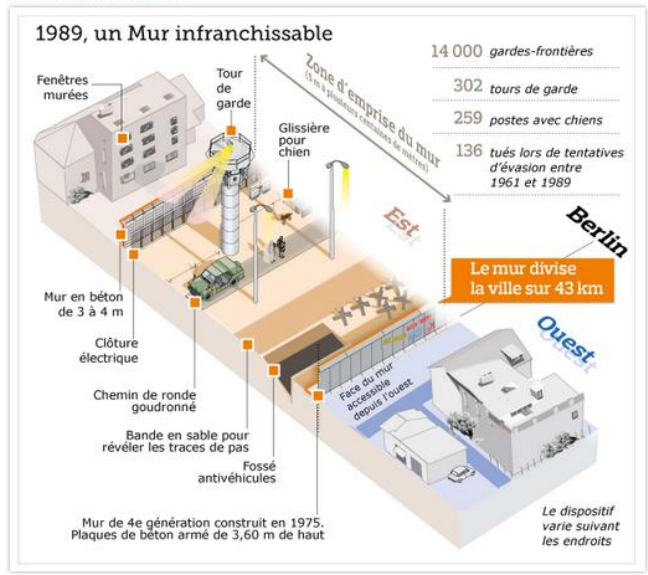 1989, un Mur infranchissable
14 000 gardes-frontières
302 tours de garde
259 postes avec chiens
136 tués lors de tentatives
d'évasion entre
1961 et 1989
Fenêtres
murées
Tour
de
garde
Glissière
pour
chien
Zone d'emprise du mur
(5 m à plusieurs centaines de mètres)
Est
Berlin
Le mur divise
la ville sur 43 km
Ouest
Mur en béton
de 3 à 4 m
Clôture
électrique
Chemin de ronde
goudronné
Bande en sable pour
révéler les traces de pas
Fossé
antivéhicules
Face du mur
accessible
depuis l'ouest
Mur de 4e génération construit en 1975.
Plaques de béton armé de 3,60 m de haut
Le dispositif
varie suivant
les endroits